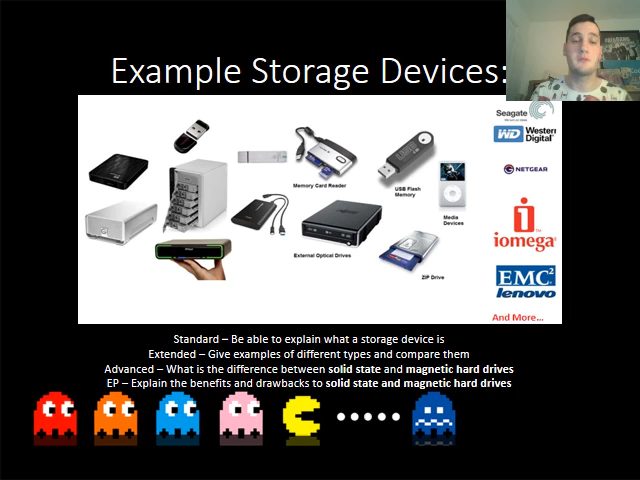 Example Storage Devices:
Seagate
WD Western Digital
Memory Card Reader
USB Flash
Memory
NETGEAR
Media
Devices
iomega
External Optical Drives
ZIP Drive
EMC²
lenovo
And More...
Standard – Be able to explain what a storage device is
Extended – Give examples of different types and compare them
Advanced – What is the difference between solid state and magnetic hard drives
EP – Explain the benefits and drawbacks to solid state and magnetic hard drives